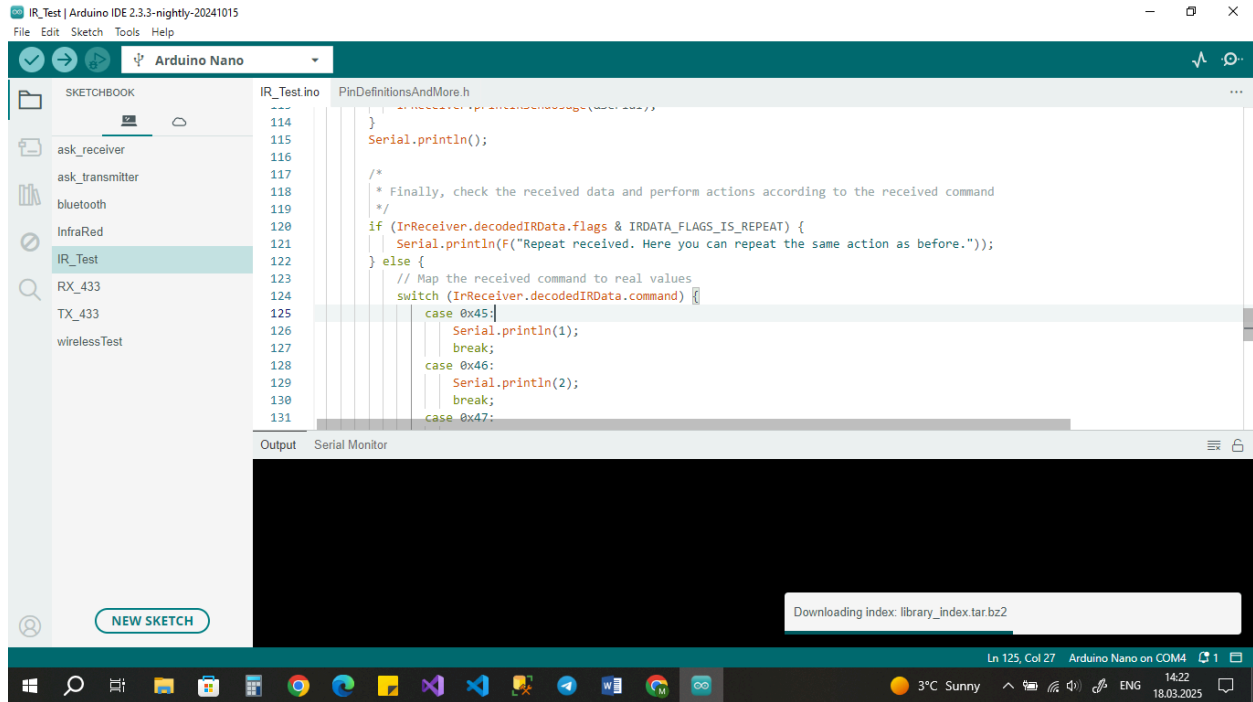 IR_Test | Arduino IDE 2.3.3-nightly-20241015
File Edit Sketch Tools Help
Arduino Nano
SKETCHBOOK
ask_receiver
ask_transmitter
bluetooth
InfraRed
IR_Test
RX_433
TX_433
wirelessTest
NEW SKETCH
IR_Test.ino PinDefinitionsAndMore.h
114 }
115 Serial.println();
116
117 /*
118 * Finally, check the received data and perform actions according to the received command
119 */
120 if (IrReceiver.decodedIRData.flags & IRDATA_FLAGS_IS_REPEAT) {
121 Serial.println(F("Repeat received. Here you can repeat the same action as before."));
122 } else {
123 // Map the received command to real values
124 switch (IrReceiver.decodedIRData.command) {
125 case 0x45:
126 Serial.println(1);
127 break;
128 case 0x46:
129 Serial.println(2);
130 break;
131 case 0x47:
Output Serial Monitor
Downloading index: library_index.tar.bz2
Ln 125, Col 27 Arduino Nano on COM4 1
3°C Sunny ENG 14:22
18.03.2025